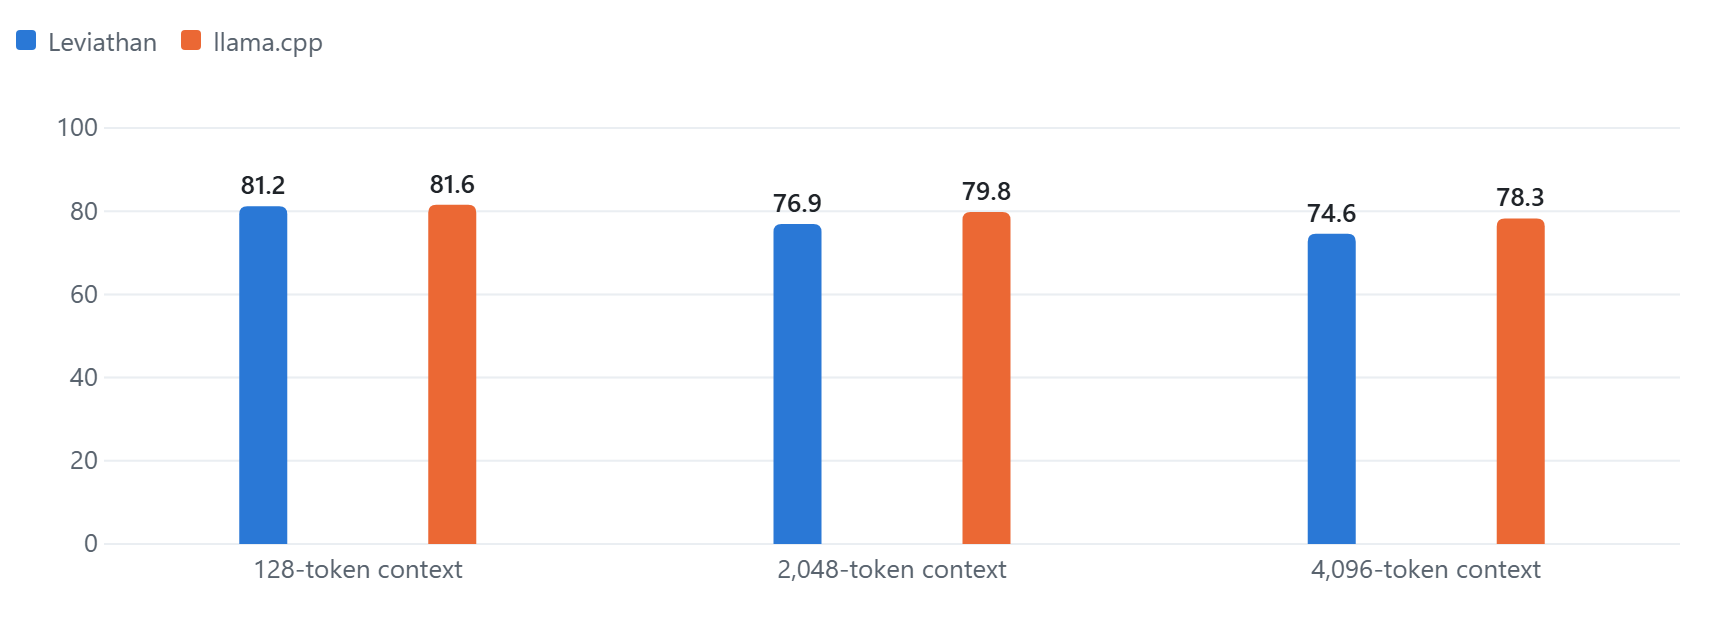 Leviathan llama.cpp
100
81.2 81.6 76.9 79.8 74.6 78.3
80
60
40
20
0
128-token context 2,048-token context 4,096-token context